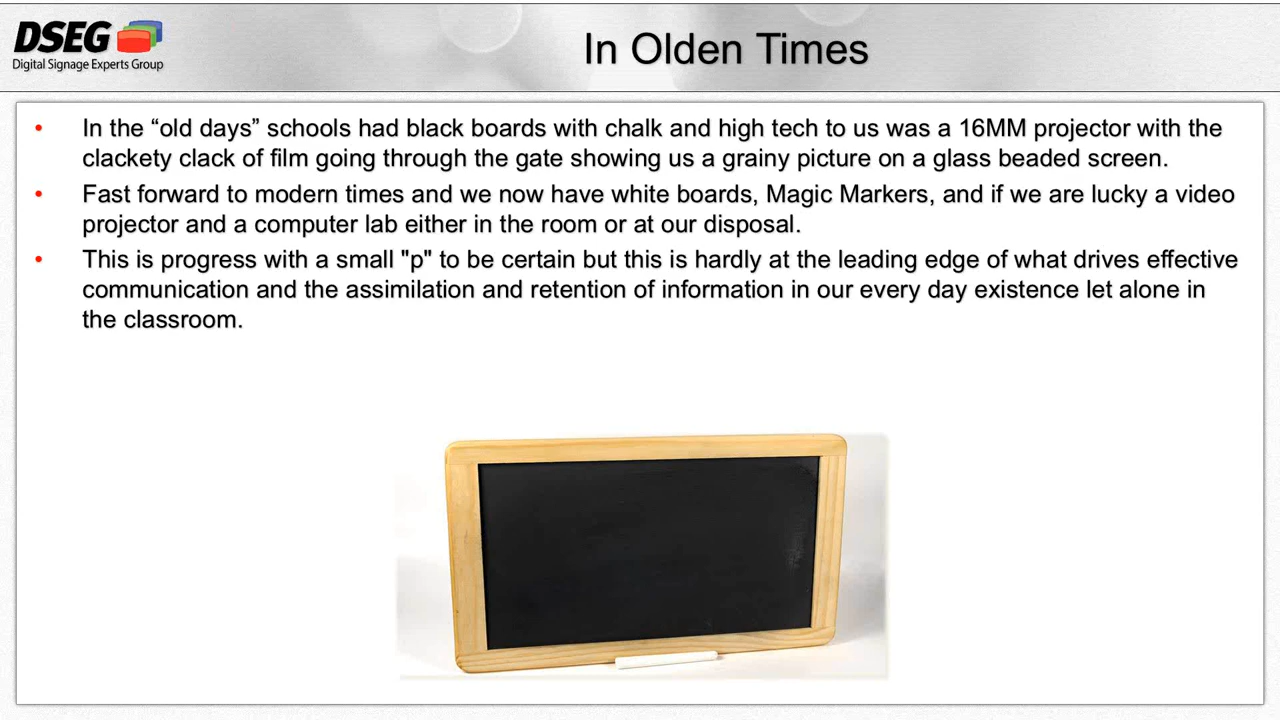 DSEG
Digital Signage Experts Group
In Olden Times
• In the “old days” schools had black boards with chalk and high tech to us was a 16MM projector with the
clackety clack of film going through the gate showing us a grainy picture on a glass beaded screen.
• Fast forward to modern times and we now have white boards, Magic Markers, and if we are lucky a video
projector and a computer lab either in the room or at our disposal.
• This is progress with a small "p" to be certain but this is hardly at the leading edge of what drives effective
communication and the assimilation and retention of information in our every day existence let alone in
the classroom.